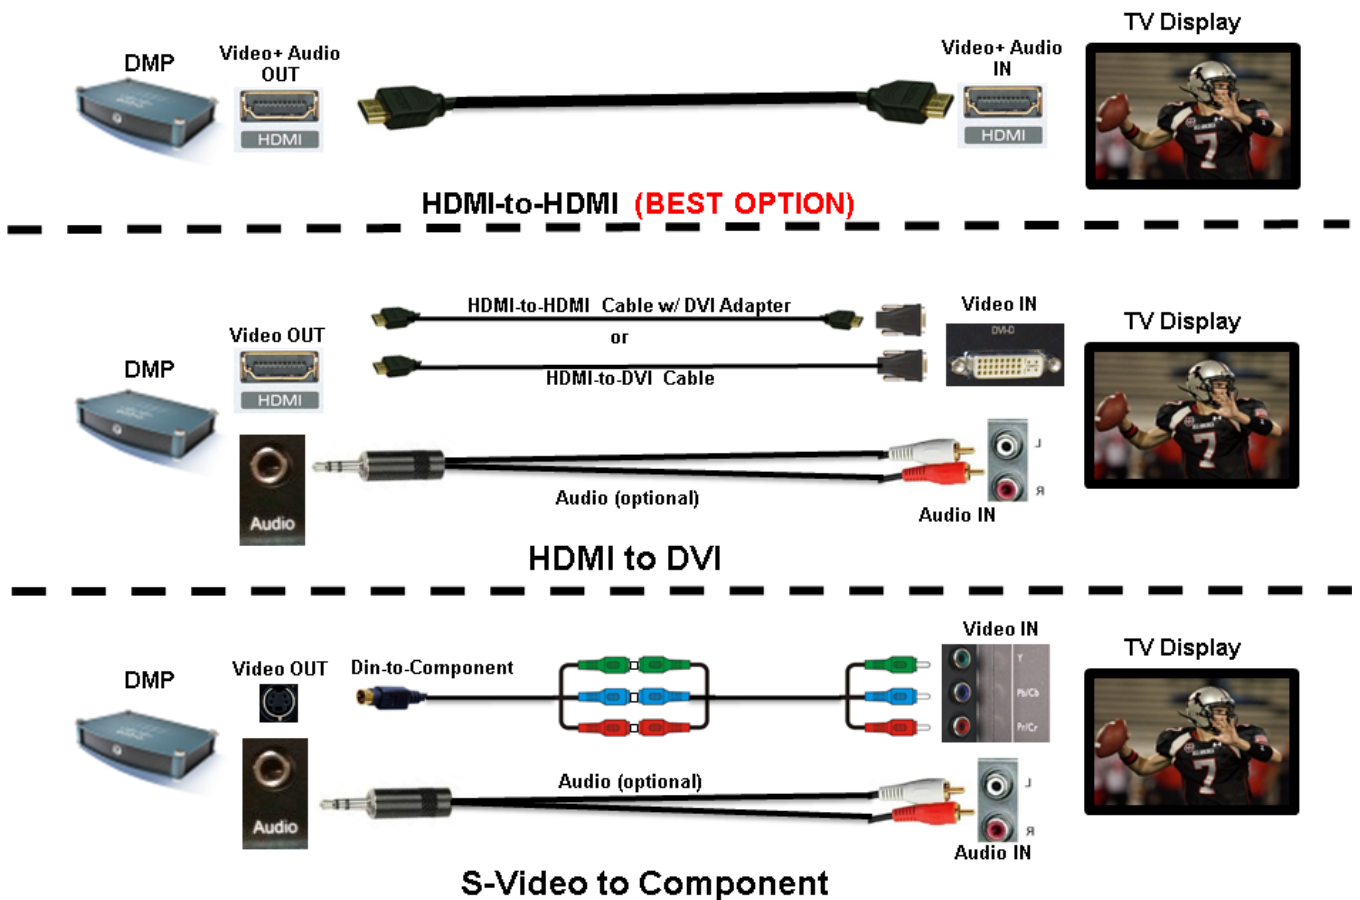 TV Display
DMP
Video+ Audio
OUT
HDMI
Video+ Audio
IN
HDMI
7
HDMI-to-HDMI (BEST OPTION)
HDMI-to-HDMI Cable w/ DVI Adapter
or
HDMI-to-DVI Cable
Video IN
DVI-D
TV Display
Video OUT
DMP
HDMI
7
L
R
Audio
Audio (optional)
Audio IN
HDMI to DVI
Video IN
TV Display
Video OUT
Din-to-Component
DMP
Y
Pb/Cb
Pr/Cr
7
Audio (optional)
L
R
Audio
Audio IN
S-Video to Component